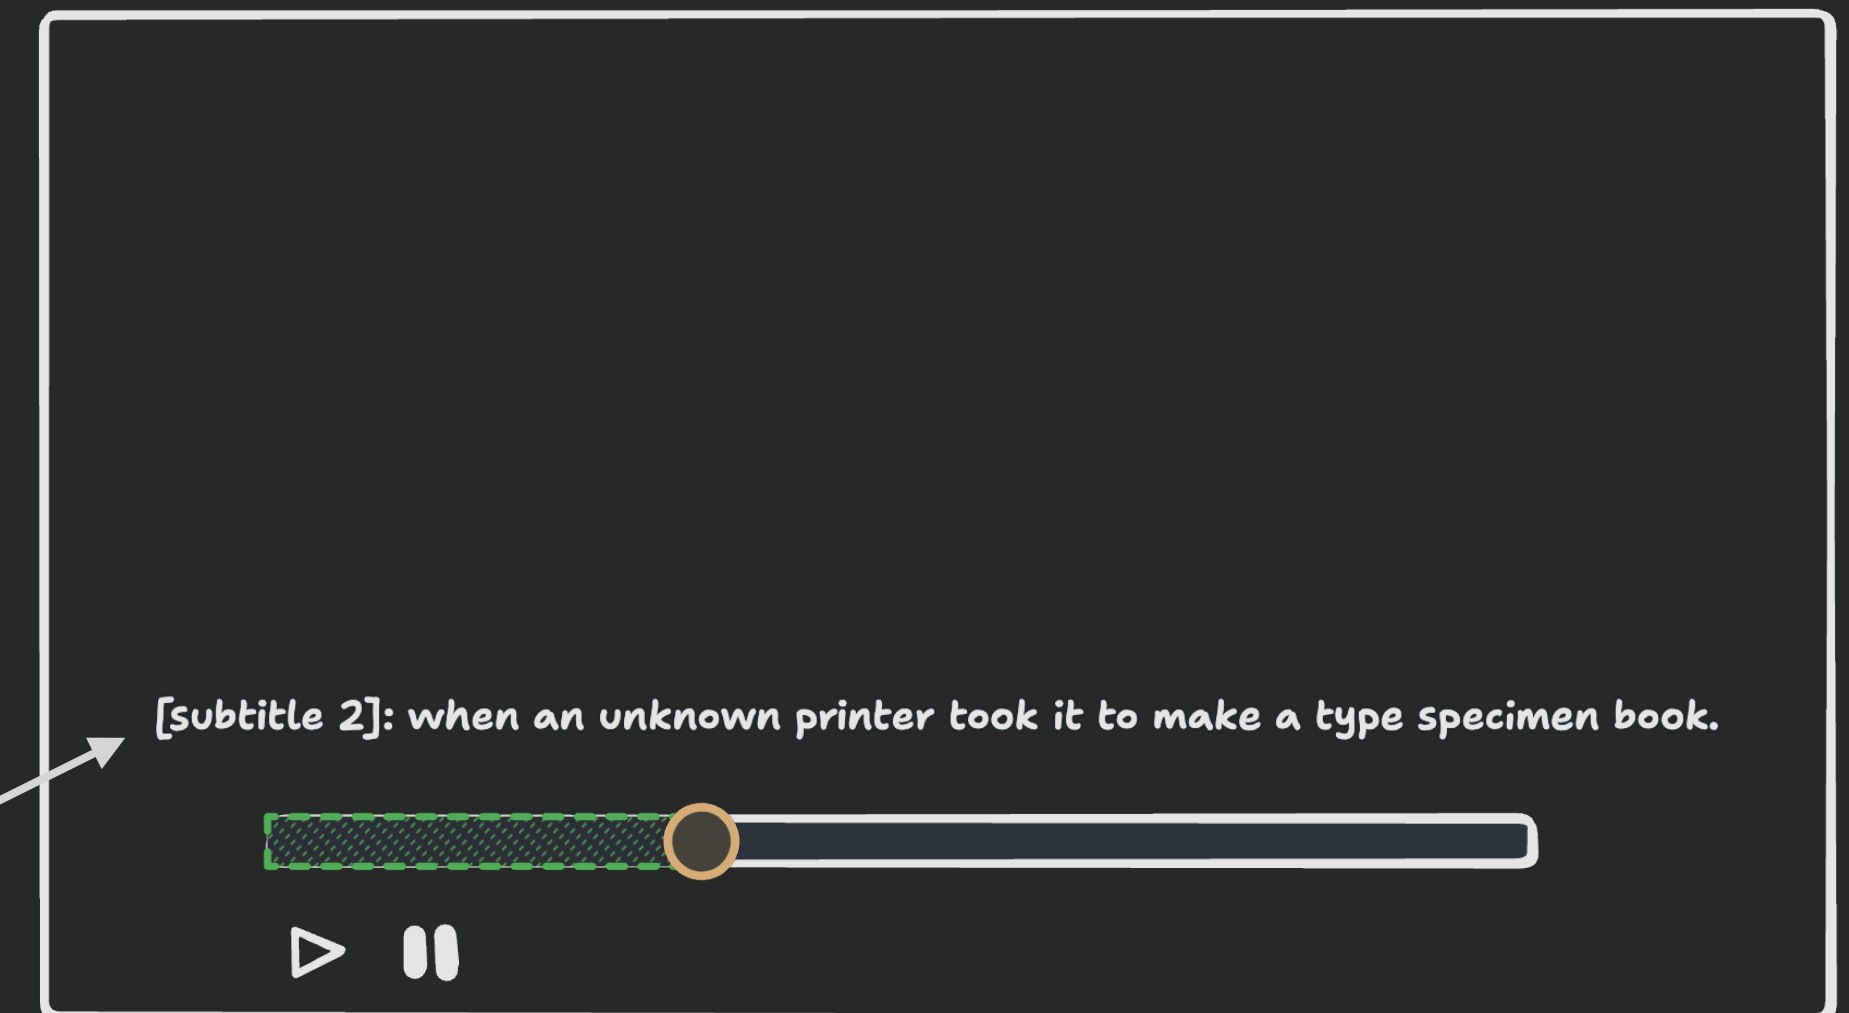 [subtitle 2]: when an unknown printer took it to make a type specimen book.